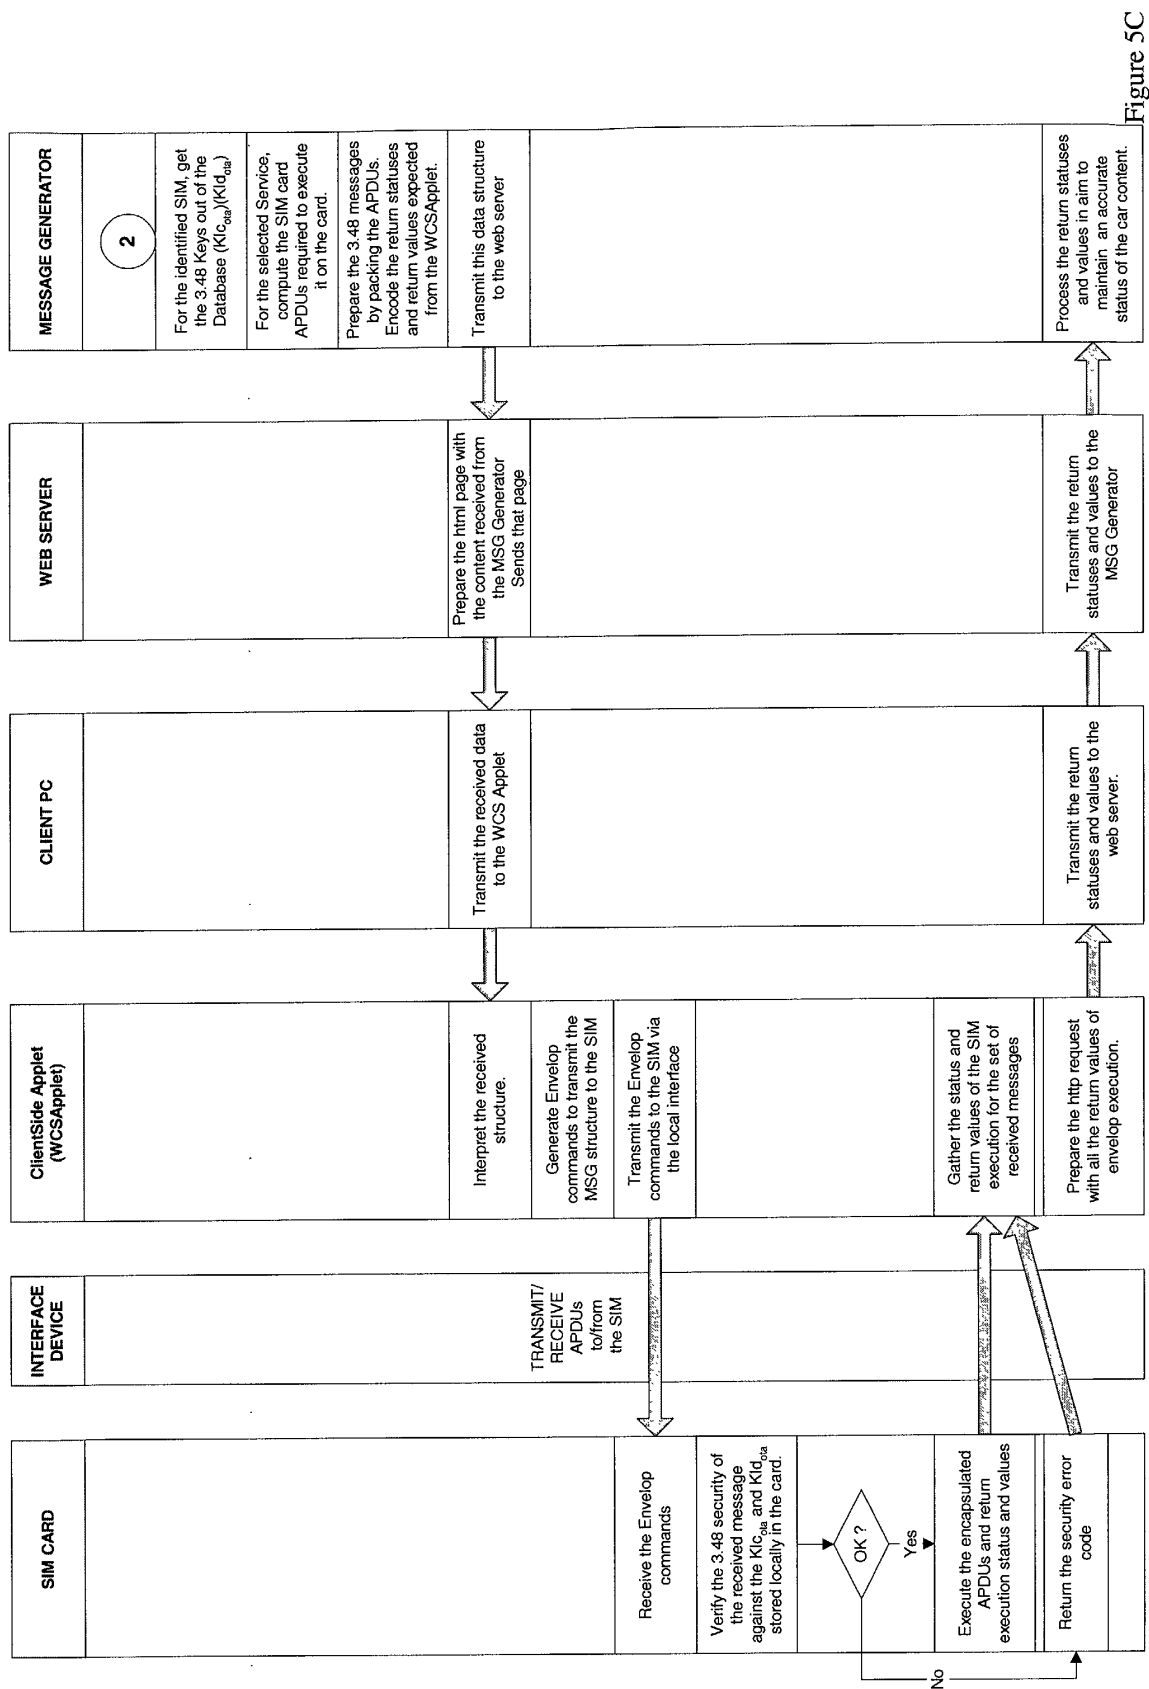 SIM CARD
INTERFACE
DEVICE
ClientSide Applet
(WCSApplet)
CLIENT PC
WEB SERVER
MESSAGE GENERATOR
2
For the identified SIM, get
the 3.48 Keys out of the
Database (KIc_ota)(KId_ota)
For the selected Service,
compute the SIM card
APDUs required to execute
it on the card.
Prepare the 3.48 messages
by packing the APDUs.
Encode the return statuses
and return values expected
from the WCSApplet.
Transmit this data structure
to the web server
Prepare the html page with
the content received from
the MSG Generator
Sends that page
Transmit the received data
to the WCS Applet
Interpret the received
structure.
Generate Envelop
commands to transmit the
MSG structure to the SIM
Transmit the Envelop
commands to the SIM via
the local interface
TRANSMIT/
RECEIVE
APDUs
to/from
the SIM
Receive the Envelop
commands
Verify the 3.48 security of
the received message
against the KIc_ota and KId_ota
stored locally in the card.
OK ?
Yes
No
Execute the encapsulated
APDUs and return
execution status and values
Return the security error
code
Gather the status and
return values of the SIM
execution for the set of
received messages
Prepare the http request
with all the return values of
envelop execution.
Transmit the return
statuses and values to the
web server.
Transmit the return
statuses and values to the
MSG Generator
Process the return statuses
and values in aim to
maintain an accurate
status of the car content.
Figure 5C